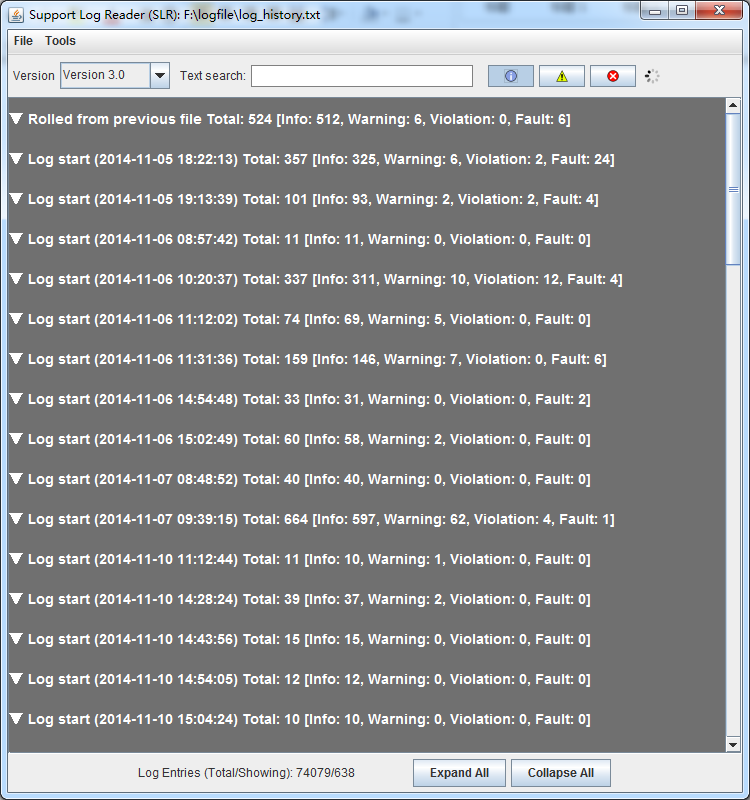 Support Log Reader (SLR): F:\logfile\log_history.txt
File Tools
Version Version 3.0 Text search:
Rolled from previous file Total: 524 [Info: 512, Warning: 6, Violation: 0, Fault: 6]
Log start (2014-11-05 18:22:13) Total: 357 [Info: 325, Warning: 6, Violation: 2, Fault: 24]
Log start (2014-11-05 19:13:39) Total: 101 [Info: 93, Warning: 2, Violation: 2, Fault: 4]
Log start (2014-11-06 08:57:42) Total: 11 [Info: 11, Warning: 0, Violation: 0, Fault: 0]
Log start (2014-11-06 10:20:37) Total: 337 [Info: 311, Warning: 10, Violation: 12, Fault: 4]
Log start (2014-11-06 11:12:02) Total: 74 [Info: 69, Warning: 5, Violation: 0, Fault: 0]
Log start (2014-11-06 11:31:36) Total: 159 [Info: 146, Warning: 7, Violation: 0, Fault: 6]
Log start (2014-11-06 14:54:48) Total: 33 [Info: 31, Warning: 0, Violation: 0, Fault: 2]
Log start (2014-11-06 15:02:49) Total: 60 [Info: 58, Warning: 2, Violation: 0, Fault: 0]
Log start (2014-11-07 08:48:52) Total: 40 [Info: 40, Warning: 0, Violation: 0, Fault: 0]
Log start (2014-11-07 09:39:15) Total: 664 [Info: 597, Warning: 62, Violation: 4, Fault: 1]
Log start (2014-11-10 11:12:44) Total: 11 [Info: 10, Warning: 1, Violation: 0, Fault: 0]
Log start (2014-11-10 14:28:24) Total: 39 [Info: 37, Warning: 2, Violation: 0, Fault: 0]
Log start (2014-11-10 14:43:56) Total: 15 [Info: 15, Warning: 0, Violation: 0, Fault: 0]
Log start (2014-11-10 14:54:05) Total: 12 [Info: 12, Warning: 0, Violation: 0, Fault: 0]
Log start (2014-11-10 15:04:24) Total: 10 [Info: 10, Warning: 0, Violation: 0, Fault: 0]
Log Entries (Total/Showing): 74079/638 Expand All Collapse All